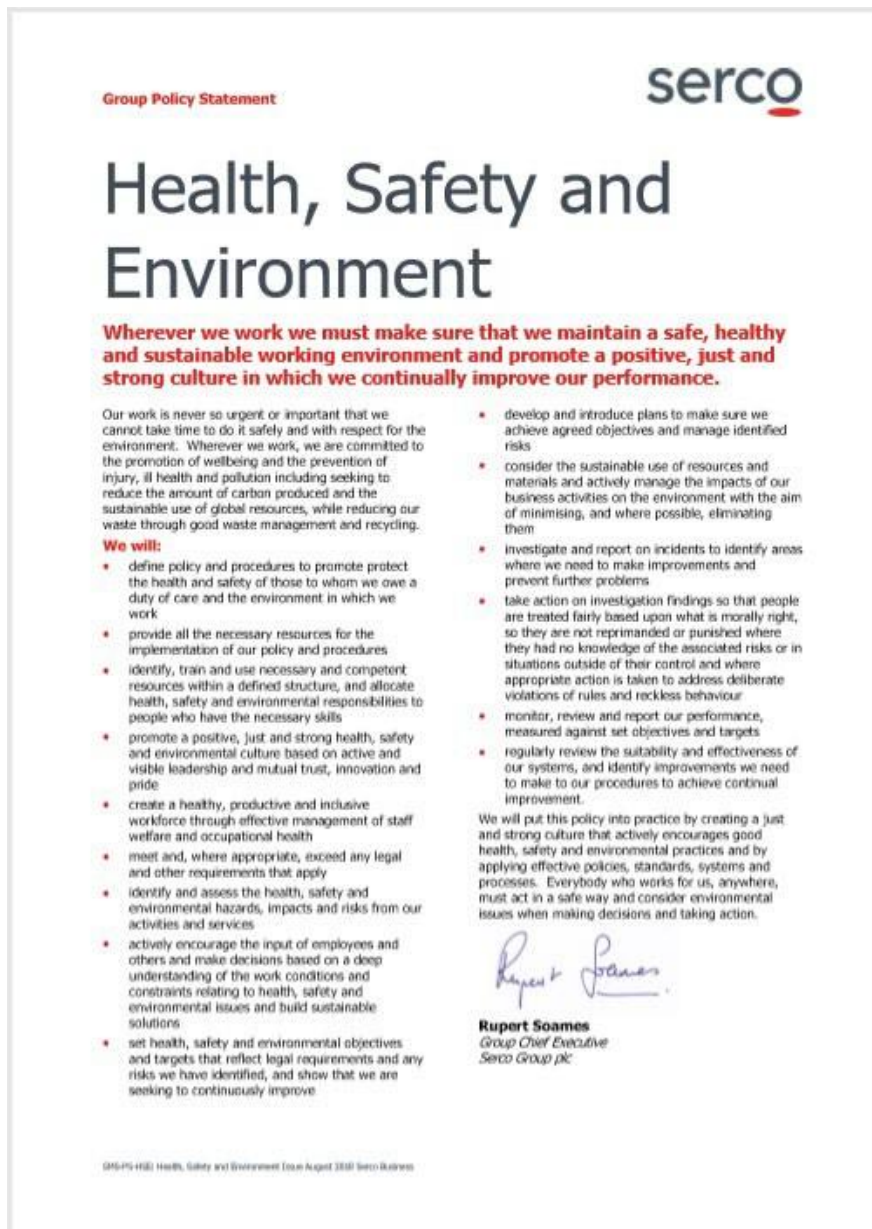 Group Policy Statement
serco
Health, Safety and
Environment
Wherever we work we must make sure that we maintain a safe, healthy
and sustainable working environment and promote a positive, just and
strong culture in which we continually improve our performance.
Our work is never so urgent or important that we
cannot take time to do it safely and with respect for the
environment. Wherever we work, we are committed to
the promotion of wellbeing and the prevention of
injury, ill health and pollution including seeking to
reduce the amount of carbon produced and the
sustainable use of global resources, while reducing our
waste through good waste management and recycling.
We will:
• define policy and procedures to promote protect
the health and safety of those to whom we owe a
duty of care and the environment in which we
work
• provide all the necessary resources for the
implementation of our policy and procedures
• identify, train and use necessary and competent
resources within a defined structure, and allocate
health, safety and environmental responsibilities to
people who have the necessary skills
• promote a positive, just and strong health, safety
and environmental culture based on active and
visible leadership and mutual trust, innovation and
pride
• create a healthy, productive and inclusive
workforce through effective management of staff
welfare and occupational health
• meet and, where appropriate, exceed any legal
and other requirements that apply
• identify and assess the health, safety and
environmental hazards, impacts and risks from our
activities and services
• actively encourage the input of employees and
others and make decisions based on a deep
understanding of the work conditions and
constraints relating to health, safety and
environmental issues and build sustainable
solutions
• set health, safety and environmental objectives
and targets that reflect legal requirements and any
risks we have identified, and show that we are
seeking to continuously improve
• develop and introduce plans to make sure we
achieve agreed objectives and manage identified
risks
• consider the sustainable use of resources and
materials and actively manage the impacts of our
business activities on the environment with the aim
of minimising, and where possible, eliminating
them
• investigate and report on incidents to identify areas
where we need to make improvements and
prevent further problems
• take action on investigation findings so that people
are treated fairly based upon what is morally right,
so they are not reprimanded or punished where
they had no knowledge of the associated risks or in
situations outside of their control and where
appropriate action is taken to address deliberate
violations of rules and reckless behaviour
• monitor, review and report our performance,
measured against set objectives and targets
• regularly review the suitability and effectiveness of
our systems, and identify improvements we need
to make to our procedures to achieve continual
improvement.
We will put this policy into practice by creating a just
and strong culture that actively encourages good
health, safety and environmental practices and by
applying effective policies, standards, systems and
processes. Everybody who works for us, anywhere,
must act in a safe way and consider environmental
issues when making decisions and taking action.
Rupert Soames
Rupert Soames
Group Chief Executive
Serco Group plc
Health, Safety and Environment Issue August Serco Business